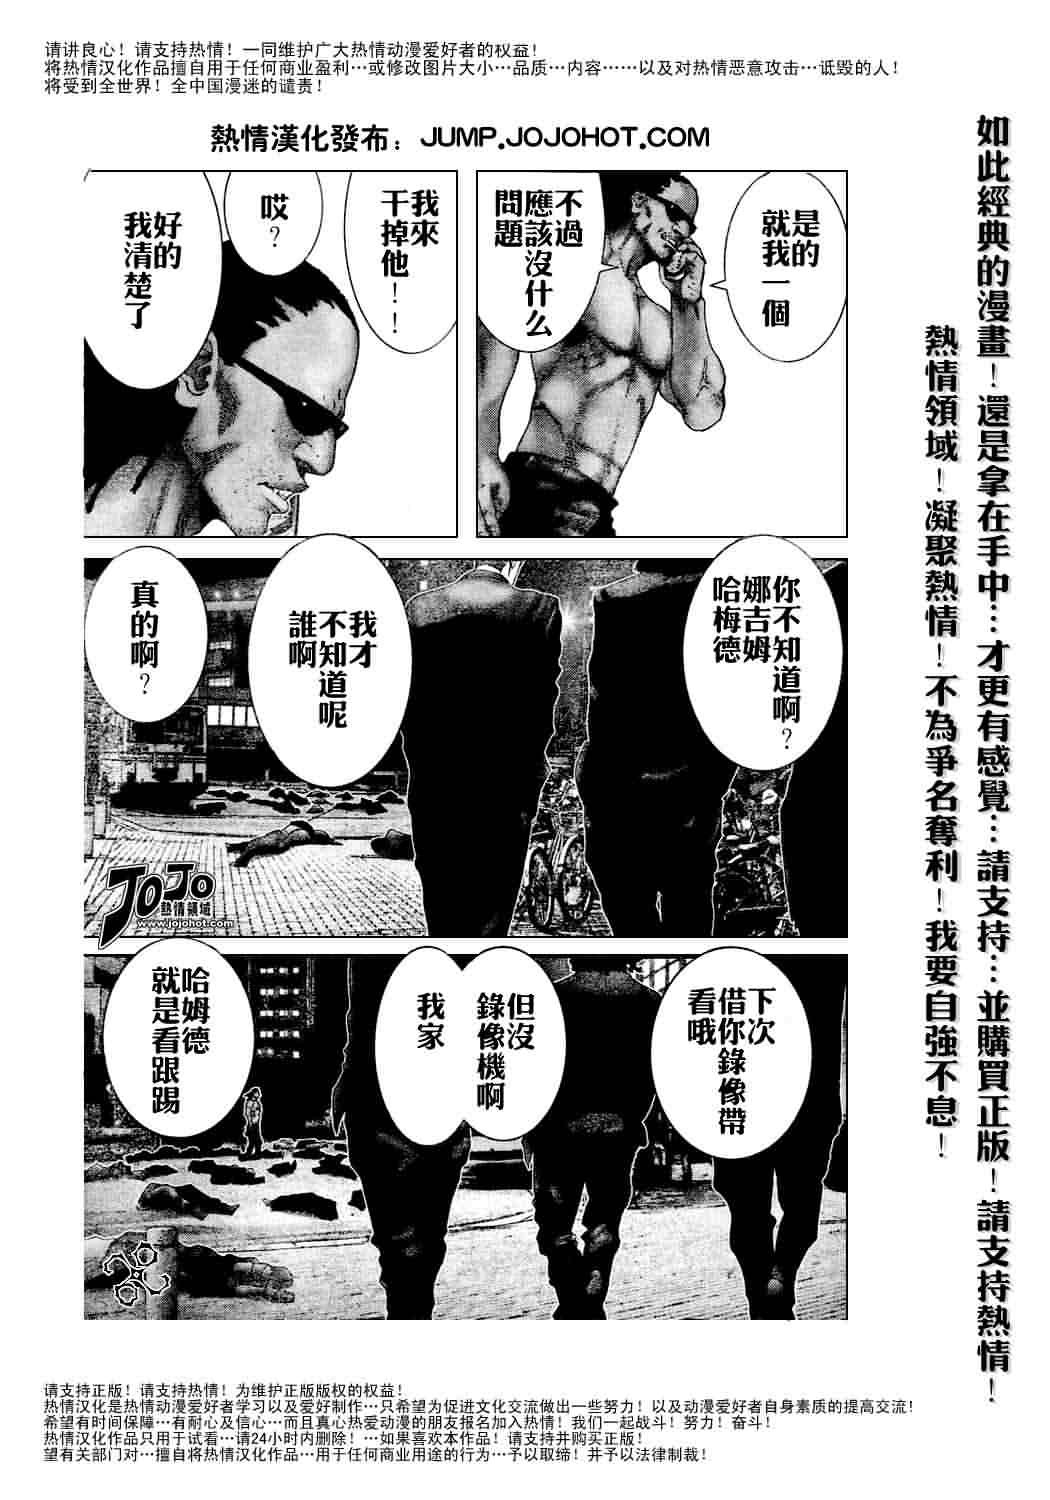 请讲良心！请支持热情！一同维护广大热情动漫爱好者的权益！
将热情汉化作品擅自用于任何商业盈利…或修改图片大小…品质…内容……以及对热情恶意攻击…诋毁的人！
将受到全世界！全中国漫迷的谴责！
熱情漢化發布：JUMP.JOJOHOT.COM
如此經典的漫畫！還是拿在手中…才更有感覺…請支持…並購買正版！請支持熱情！
熱情領域！凝聚熱情！不為爭名奪利！我要自強不息！
是的
就我一個
不過
應該沒什么
問題
我來
干掉他！！
哎？
好的
我清楚了
你不知道啊？
娜吉姆
哈梅德
我才
不知道呢
誰啊
真的啊？
JOJO
熱情領域
www.jojohot.com
下次
借你錄像帶
看哦
但沒
錄像機啊
我家
哈姆德
就是看跟踢
请支持正版！请支持热情！为维护正版版权的权益！
热情汉化是热情动漫爱好者学习以及爱好制作…只希望为促进文化交流做出一些努力！以及动漫爱好者自身素质的提高交流！
希望有时间保障…有耐心及信心…而且真心热爱动漫的朋友报名加入热情！我们一起战斗！努力！奋斗！
热情汉化作品只用于试看…请24小时内删除！…如果喜欢本作品！请支持并购买正版！
望有关部门对…擅自将热情汉化作品…用于任何商业用途的行为…予以取缔！并予以法律制裁！